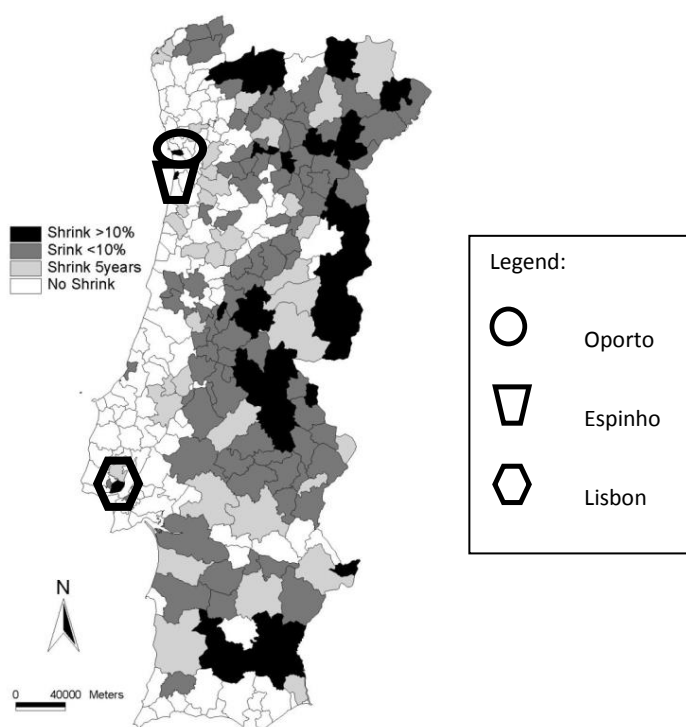 Shrink >10%
Srink <10%
Shrink 5years
No Shrink
N
0 40000 Meters
Legend:
Oporto
Espinho
Lisbon